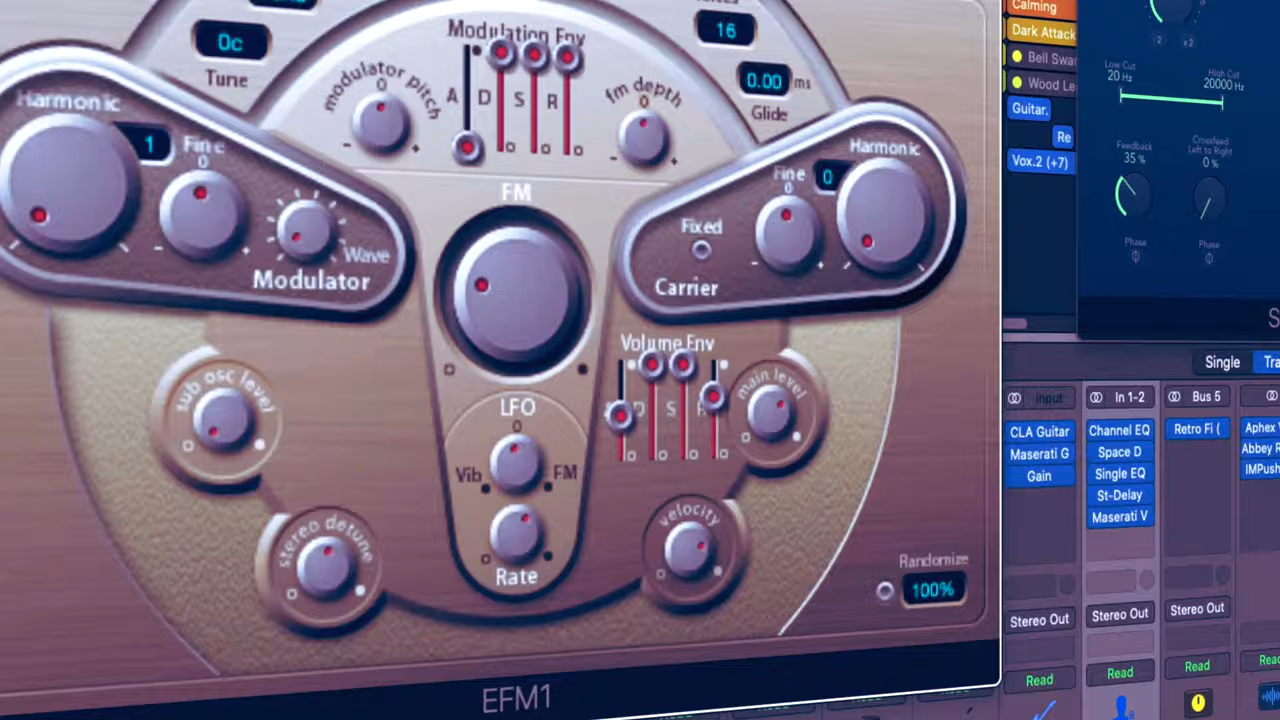 0c
Tune
16
0.00 ms
Glide
Modulation Env
A D S R
modulator pitch
0
- +
fm depth
0
- +
Harmonic
1
Fine
0
- +
Wave
Modulator
FM
Harmonic
0
Fine
0
- +
Fixed
Carrier
Volume Env
D S
sub osc level
main level
LFO
0
Vib FM
Rate
stereo detune
velocity
Randomize
100%
EFM1
Calming
Dark Attack
Bell Swa
Wood Le
Guitar.
Re
Vox.2 (+7)
÷2 x2
Low Cut
20 Hz
High Cut
20000 Hz
Feedback
35 %
Crossfeed
Left to Right
0 %
Phase
Phase
S
Single Tra
Input In 1-2 Bus 5
CLA Guitar Channel EQ Retro Fi ( Aphex V
Maserati G Space D Abbey R
Gain Single EQ IMPush
St-Delay
Maserati V
Stereo Out Stereo Out Stereo Out
Read Read Read Read